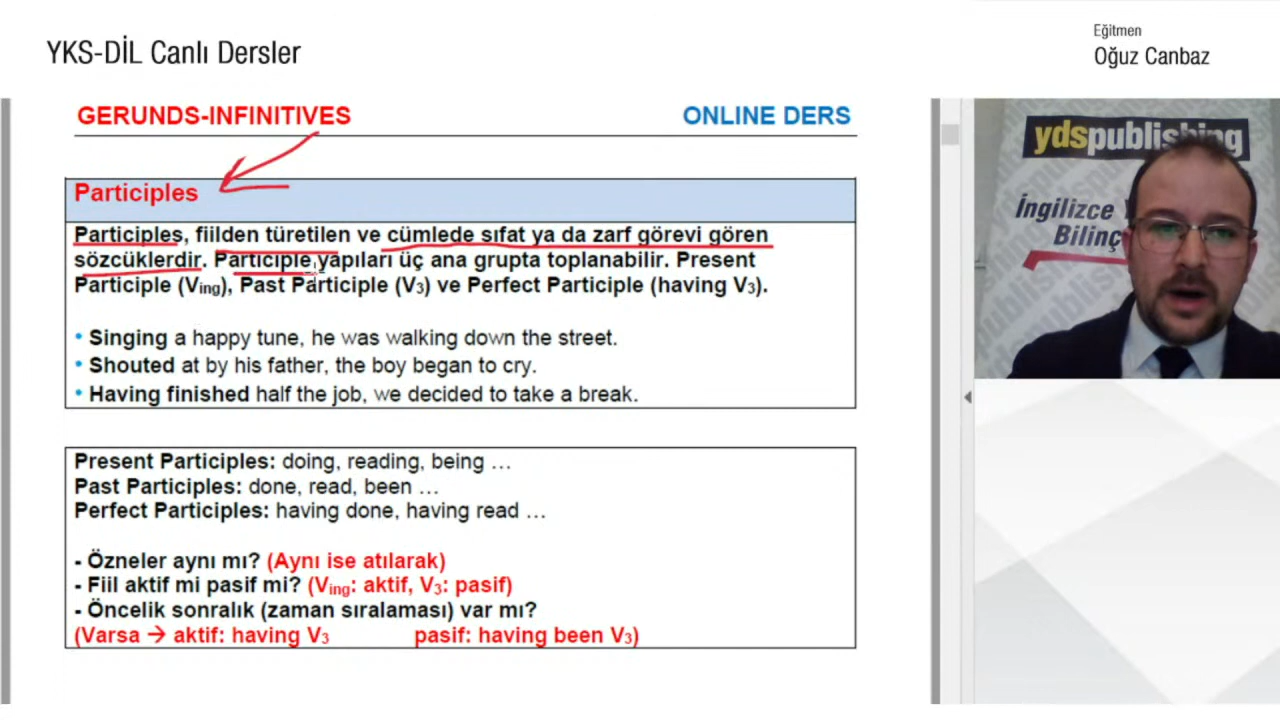 YKS-DİL Canlı Dersler
Eğitmen
Oğuz Canbaz
GERUNDS-INFINITIVES
ONLINE DERS
Participles
Participles, fiilden türetilen ve cümlede sıfat ya da zarf görevi gören
sözcüklerdir. Participle yapıları üç ana grupta toplanabilir. Present
Participle (Ving), Past Participle (V3) ve Perfect Participle (having V3).
• Singing a happy tune, he was walking down the street.
• Shouted at by his father, the boy began to cry.
• Having finished half the job, we decided to take a break.
Present Participles: doing, reading, being …
Past Participles: done, read, been …
Perfect Participles: having done, having read …
- Özneler aynı mı? (Aynı ise atılarak)
- Fiil aktif mi pasif mi? (Ving: aktif, V3: pasif)
- Öncelik sonralık (zaman sıralaması) var mı?
(Varsa → aktif: having V3 pasif: having been V3)
ydspublishing
İngilizce
Bilinç